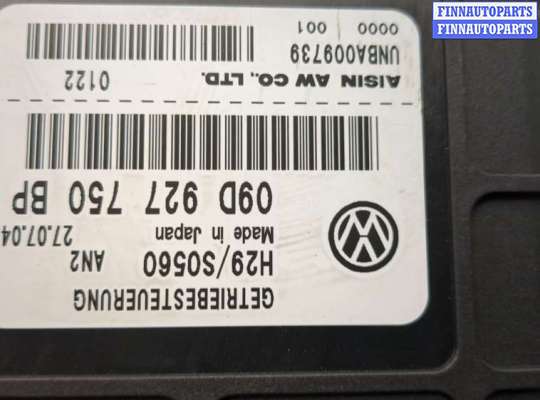 FINNAUTOPARTS
FINNAUTOPARTS
GETRIEBESTEUERUNG
H29/S0560 AN2
Made in Japan 27.07.04
09D 927 750 BP
AISIN AW CO., LTD. 0122
UNBA009739
0000 001